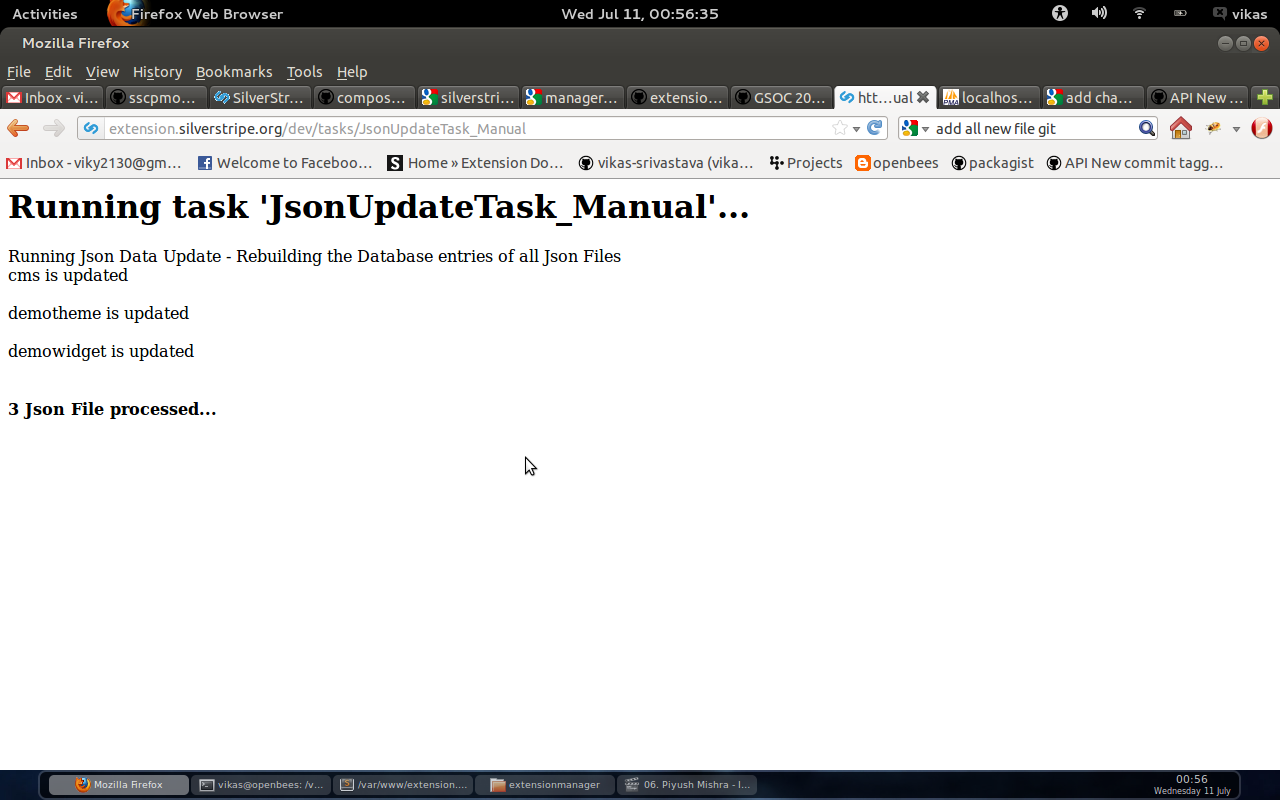 Activities Firefox Web Browser Wed Jul 11, 00:56:35 vikas
Mozilla Firefox
File Edit View History Bookmarks Tools Help
Inbox - vi... sscpmo... SilverStr... compos... silverstri... manager... extensio... GSOC 20... htt...ual localhos... add cha... API New ...
extension.silverstripe.org/dev/tasks/JsonUpdateTask_Manual add all new file git
Inbox - viky2130@gm... Welcome to Faceboo... Home » Extension Do... vikas-srivastava (vika... Projects openbees packagist API New commit tagg...
Running task 'JsonUpdateTask_Manual'...
Running Json Data Update - Rebuilding the Database entries of all Json Files
cms is updated
demotheme is updated
demowidget is updated
3 Json File processed...
Mozilla Firefox vikas@openbees: /v... /var/www/extension.... extensionmanager 06. Piyush Mishra - I... 00:56
Wednesday 11 July